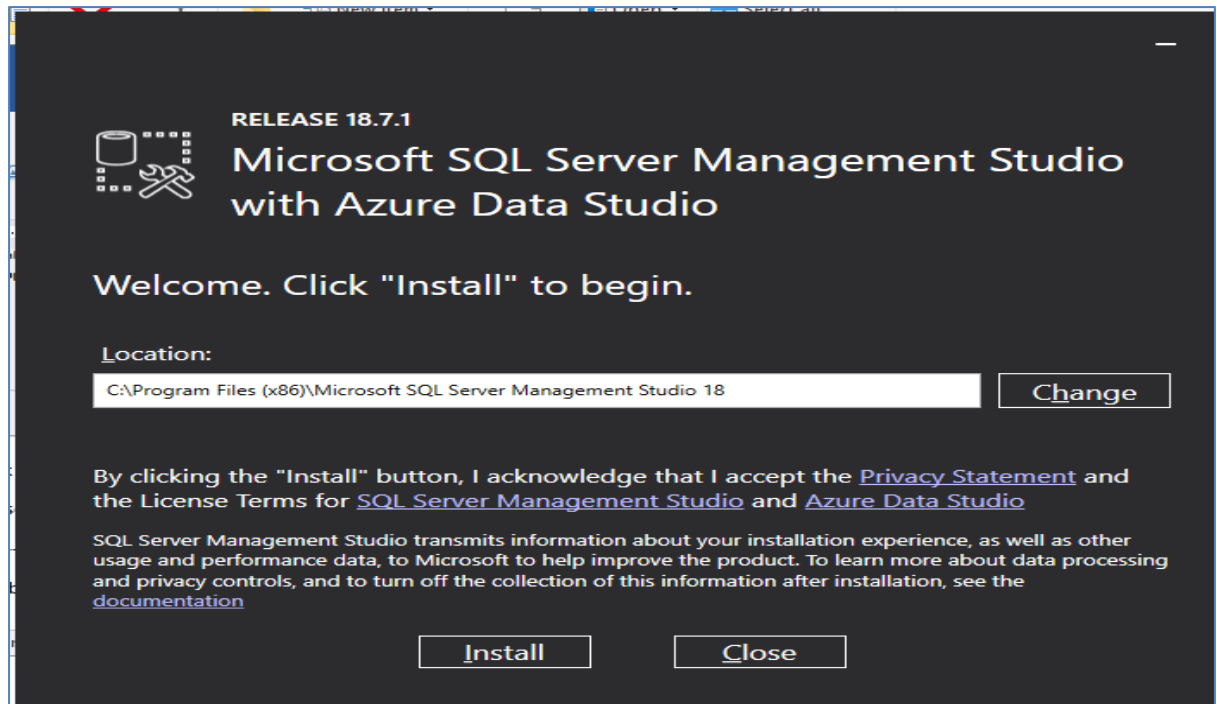 New item
Open
Select all
RELEASE 18.7.1
Microsoft SQL Server Management Studio
with Azure Data Studio
Welcome. Click "Install" to begin.
Location:
C:\Program Files (x86)\Microsoft SQL Server Management Studio 18
Change
By clicking the "Install" button, I acknowledge that I accept the Privacy Statement and
the License Terms for SQL Server Management Studio and Azure Data Studio
SQL Server Management Studio transmits information about your installation experience, as well as other
usage and performance data, to Microsoft to help improve the product. To learn more about data processing
and privacy controls, and to turn off the collection of this information after installation, see the
documentation
Install
Close